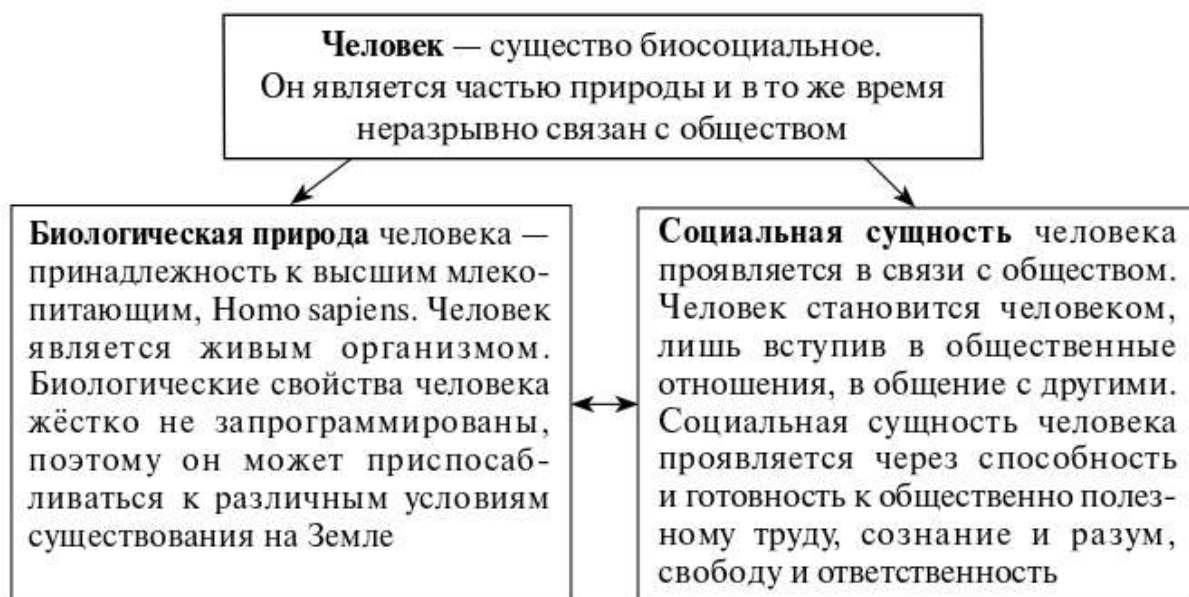 Человек — существо биосоциальное.
Он является частью природы и в то же время
неразрывно связан с обществом
Биологическая природа человека —
принадлежность к высшим млеко-
питающим, Homo sapiens. Человек
является живым организмом.
Биологические свойства человека
жёстко не запрограммированы,
поэтому он может приспосаб-
ливаться к различным условиям
существования на Земле
Социальная сущность человека
проявляется в связи с обществом.
Человек становится человеком,
лишь вступив в общественные
отношения, в общение с другими.
Социальная сущность человека
проявляется через способность
и готовность к общественно полез-
ному труду, сознание и разум,
свободу и ответственность